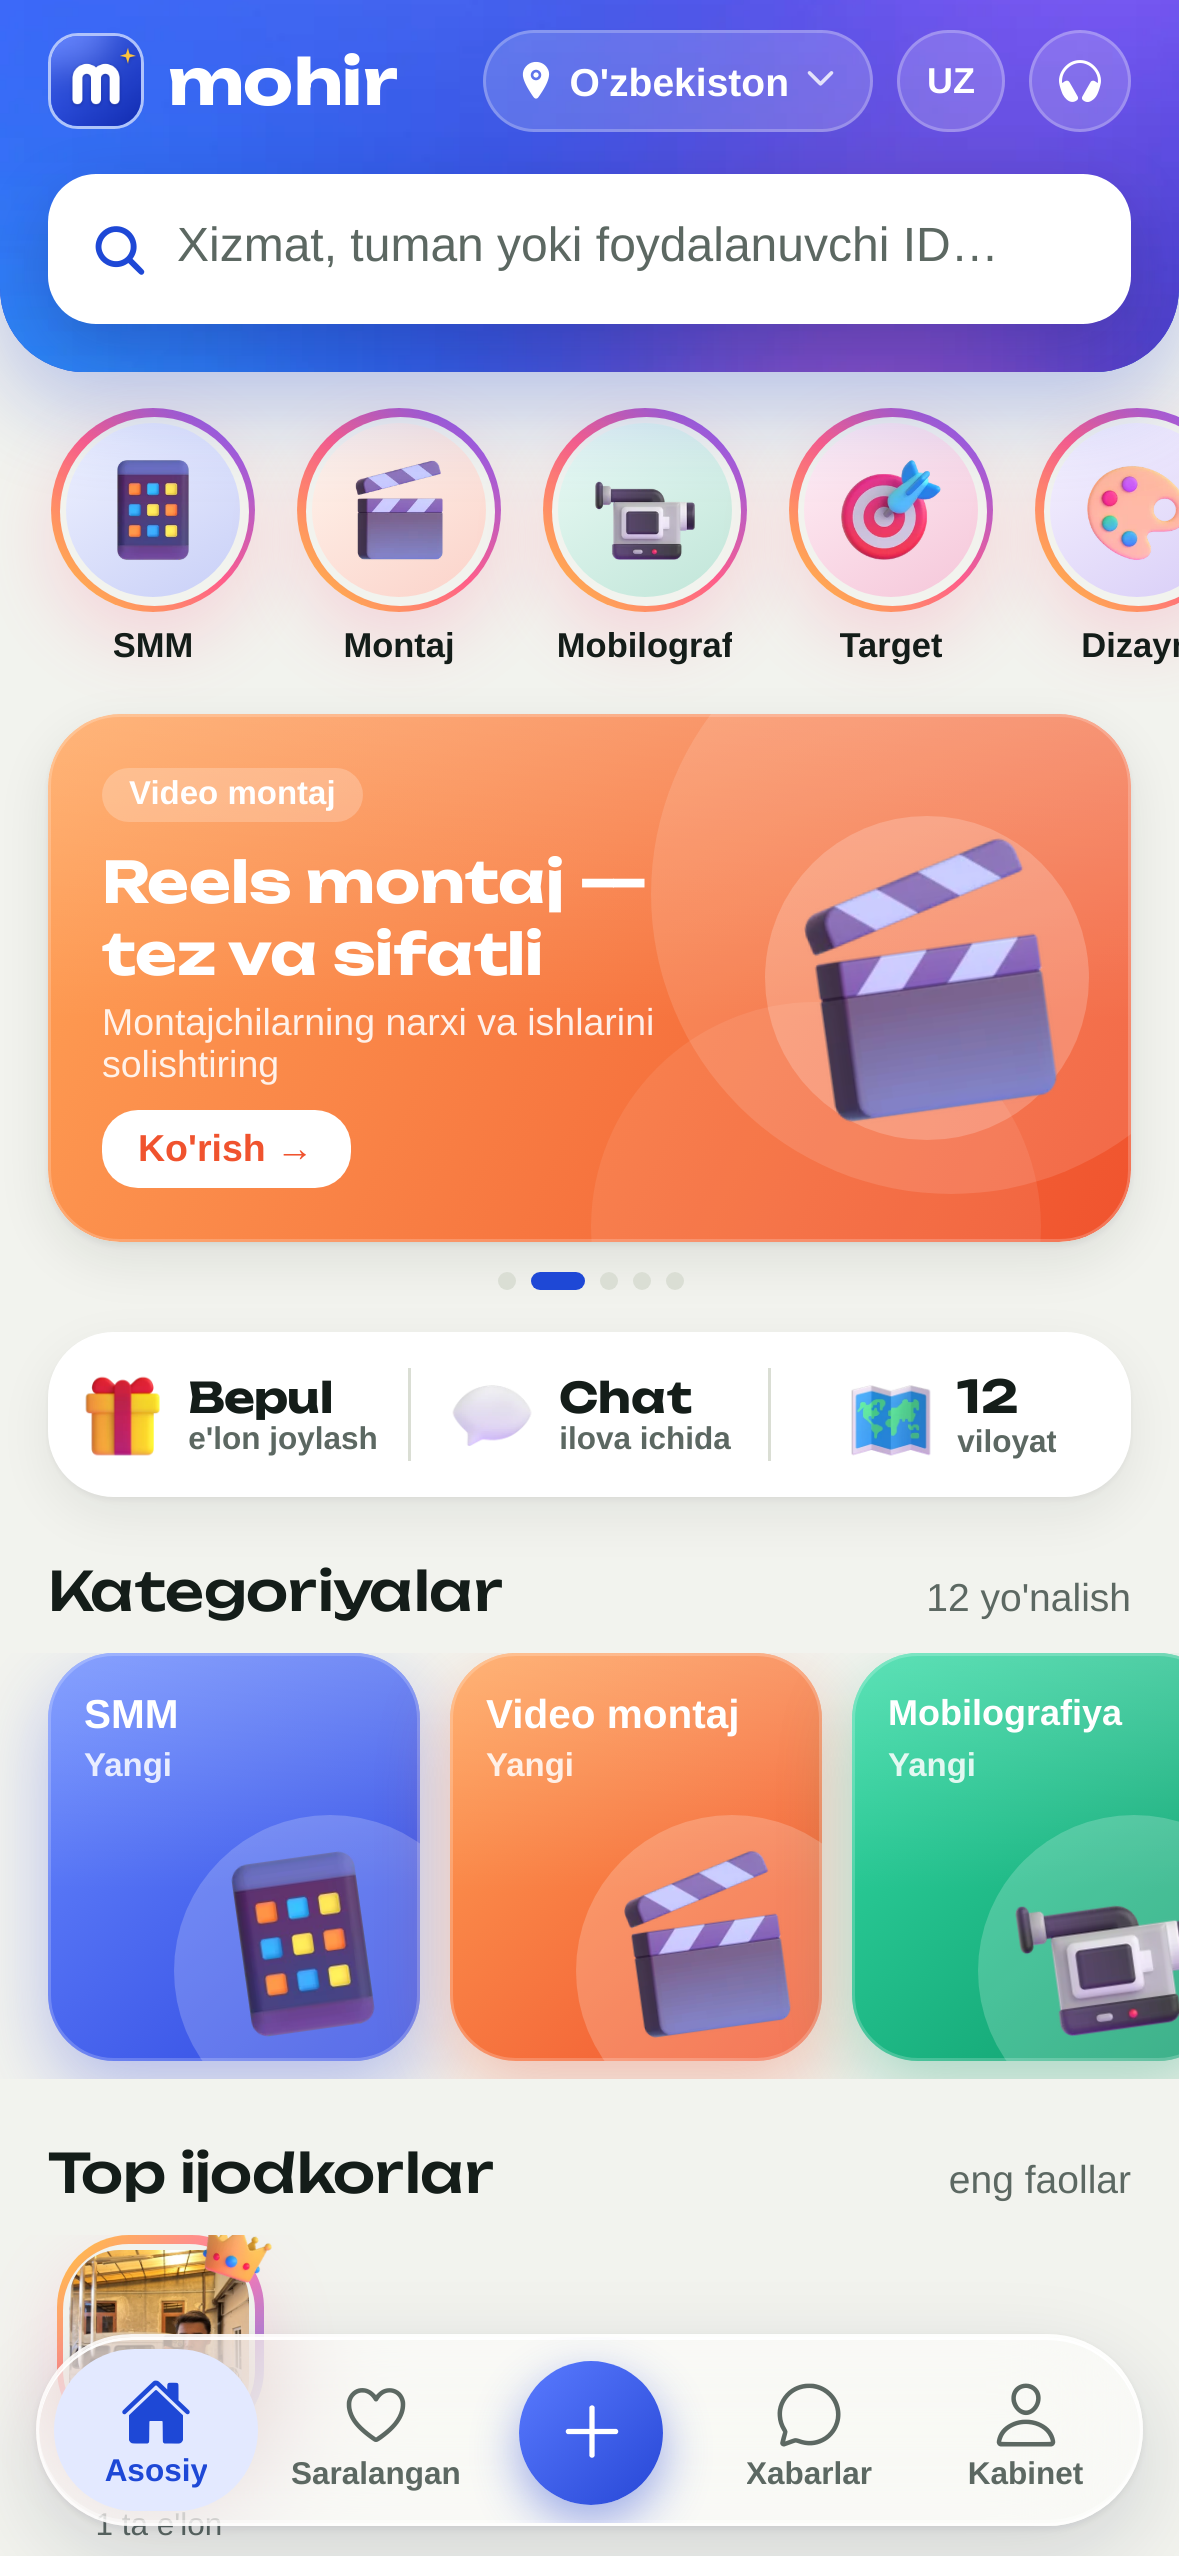 m mohir
O'zbekiston
UZ
Xizmat, tuman yoki foydalanuvchi ID...
SMM
Montaj
Mobilograf
Target
Dizayn
Video montaj
Reels montaj —
tez va sifatli
Montajchilarning narxi va ishlarini
solishtiring
Ko'rish →
Bepul
e'lon joylash
Chat
ilova ichida
12
viloyat
Kategoriyalar
12 yo'nalish
SMM
Yangi
Video montaj
Yangi
Mobilografiya
Yangi
Top ijodkorlar
eng faollar
Asosiy
Saralangan
Xabarlar
Kabinet
1 ta e'lon